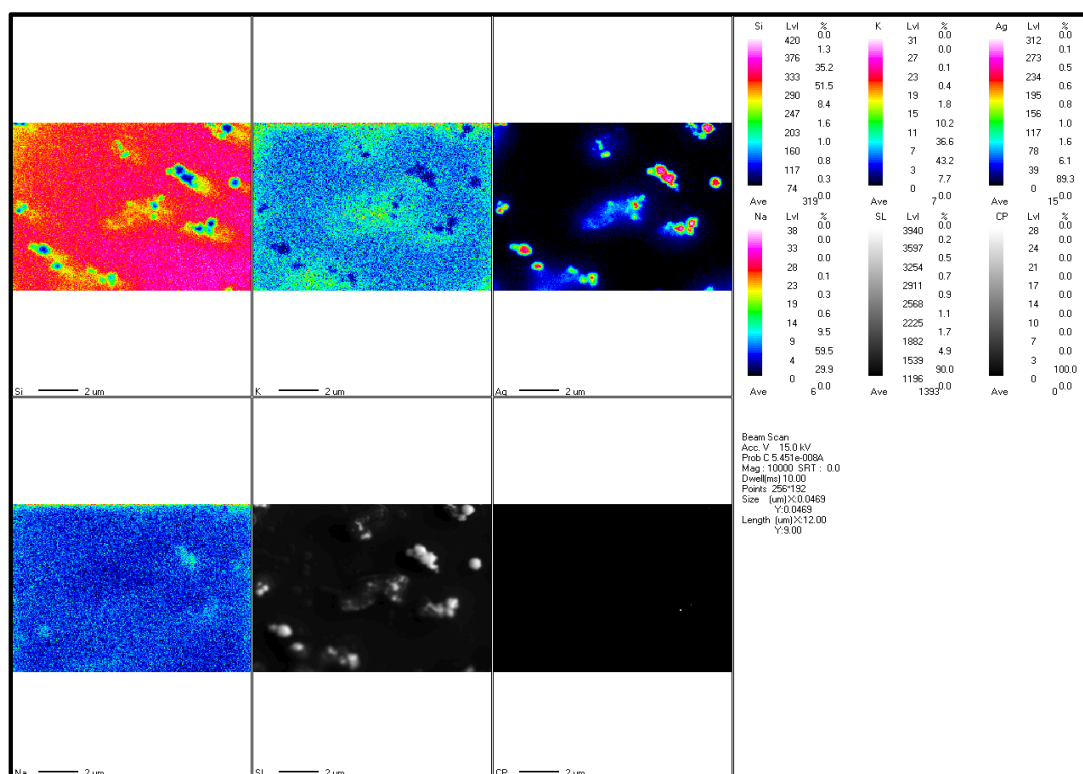 Si Lvl %
420 0.0
376 1.3
333 35.2
290 51.5
247 8.4
203 1.6
160 1.0
117 0.8
74 0.3
Ave 319 0.0
K Lvl %
31 0.0
27 0.0
23 0.1
19 0.4
15 1.8
11 10.2
7 36.6
3 43.2
0 7.7
Ave 7 0.0
Ag Lvl %
312 0.0
273 0.1
234 0.5
195 0.6
156 0.8
117 1.0
78 1.6
39 6.1
0 89.3
Ave 15 0.0
Na Lvl %
38 0.0
33 0.0
28 0.0
23 0.1
19 0.3
14 0.6
9 9.5
4 59.5
0 29.9
Ave 6 0.0
SL Lvl %
3940 0.0
3597 0.2
3254 0.5
2911 0.7
2568 0.9
2225 1.1
1882 1.7
1539 4.9
1196 90.0
Ave 1393 0.0
CP Lvl %
28 0.0
24 0.0
21 0.0
17 0.0
14 0.0
10 0.0
7 0.0
3 0.0
0 100.0
Ave 0 0.0
Si 2 um
K 2 um
Ag 2 um
Beam Scan
Acc. V 15.0 kV
Prob C 5.451e-008A
Mag : 10000 SRT : 0.0
Dwell(ms) 10.00
Points 256*192
Size (um) X:0.0469
Y:0.0469
Length (um) X:12.00
Y:9.00
Na 2 um
SL 2 um
CP 2 um